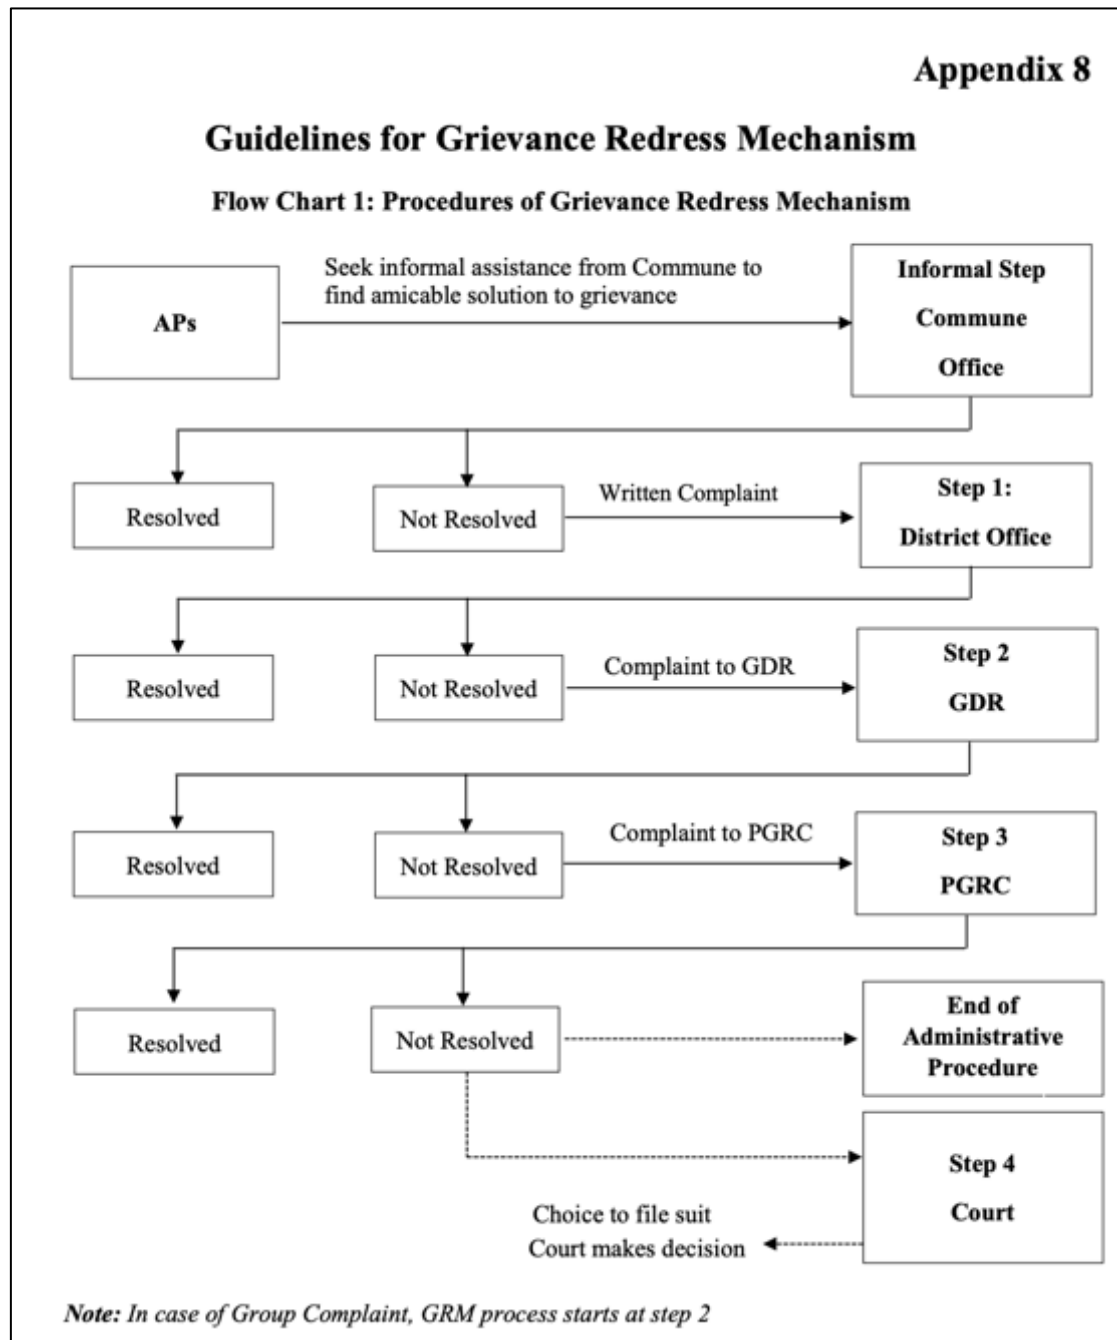 Appendix 8
Guidelines for Grievance Redress Mechanism
Flow Chart 1: Procedures of Grievance Redress Mechanism
APs
Seek informal assistance from Commune to
find amicable solution to grievance
Informal Step
Commune
Office
Resolved
Not Resolved
Written Complaint
Step 1:
District Office
Resolved
Not Resolved
Complaint to GDR
Step 2
GDR
Resolved
Not Resolved
Complaint to PGRC
Step 3
PGRC
Resolved
Not Resolved
End of
Administrative
Procedure
Step 4
Court
Choice to file suit
Court makes decision
Note: In case of Group Complaint, GRM process starts at step 2